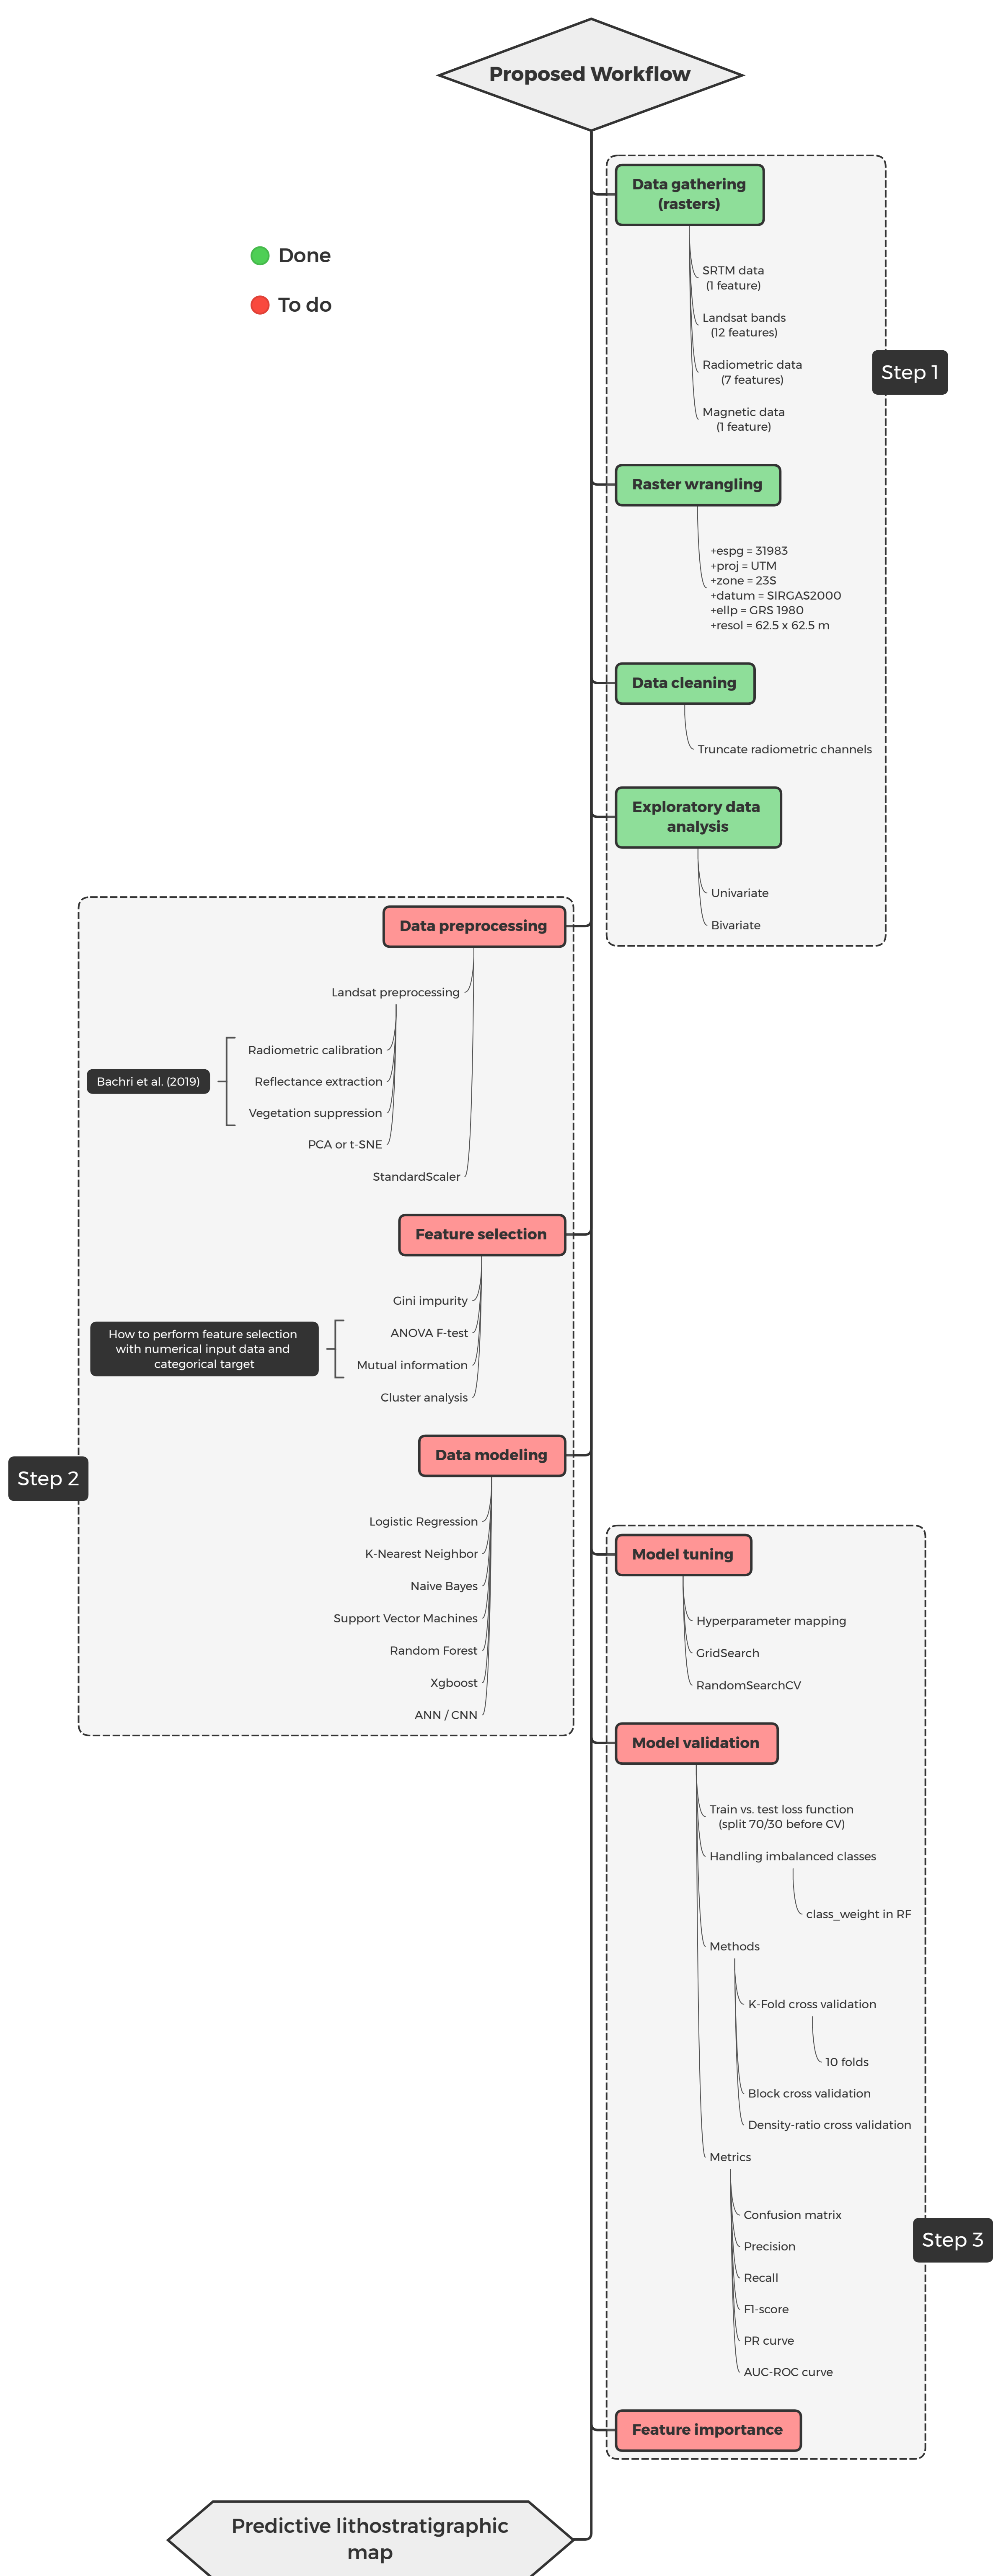 Proposed Workflow
Done
To do
Step 1
Data gathering
(rasters)
SRTM data
(1 feature)
Landsat bands
(12 features)
Radiometric data
(7 features)
Magnetic data
(1 feature)
Raster wrangling
+espg = 31983
+proj = UTM
+zone = 23S
+datum = SIRGAS2000
+ellp = GRS 1980
+resol = 62.5 x 62.5 m
Data cleaning
Truncate radiometric channels
Exploratory data
analysis
Univariate
Bivariate
Step 2
Data preprocessing
Landsat preprocessing
Radiometric calibration
Reflectance extraction
Vegetation suppression
Bachri et al. (2019)
PCA or t-SNE
StandardScaler
Feature selection
Gini impurity
ANOVA F-test
Mutual information
How to perform feature selection
with numerical input data and
categorical target
Cluster analysis
Data modeling
Logistic Regression
K-Nearest Neighbor
Naive Bayes
Support Vector Machines
Random Forest
Xgboost
ANN / CNN
Step 3
Model tuning
Hyperparameter mapping
GridSearch
RandomSearchCV
Model validation
Train vs. test loss function
(split 70/30 before CV)
Handling imbalanced classes
class_weight in RF
Methods
K-Fold cross validation
10 folds
Block cross validation
Density-ratio cross validation
Metrics
Confusion matrix
Precision
Recall
F1-score
PR curve
AUC-ROC curve
Feature importance
Predictive lithostratigraphic
map